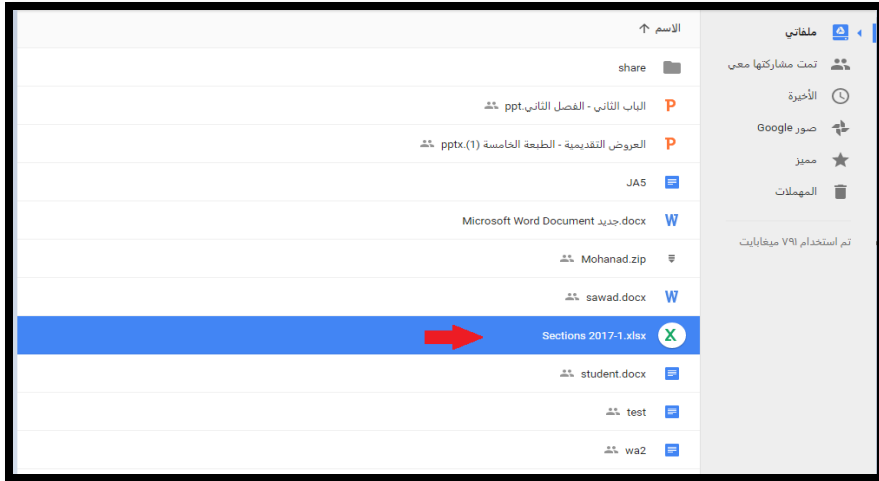 ملفاتي
تمت مشاركتها معي
الأخيرة
صور Google
مميز
المهملات
تم استخدام ٧٩١ ميغابايت
الاسم
share
الباب الثاني - الفصل الثاني.ppt
العروض التقديمية - الطبعة الخامسة (1).pptx
JA5
جديد Microsoft Word Document.docx
Mohanad.zip
sawad.docx
Sections 2017-1.xlsx
student.docx
test
wa2